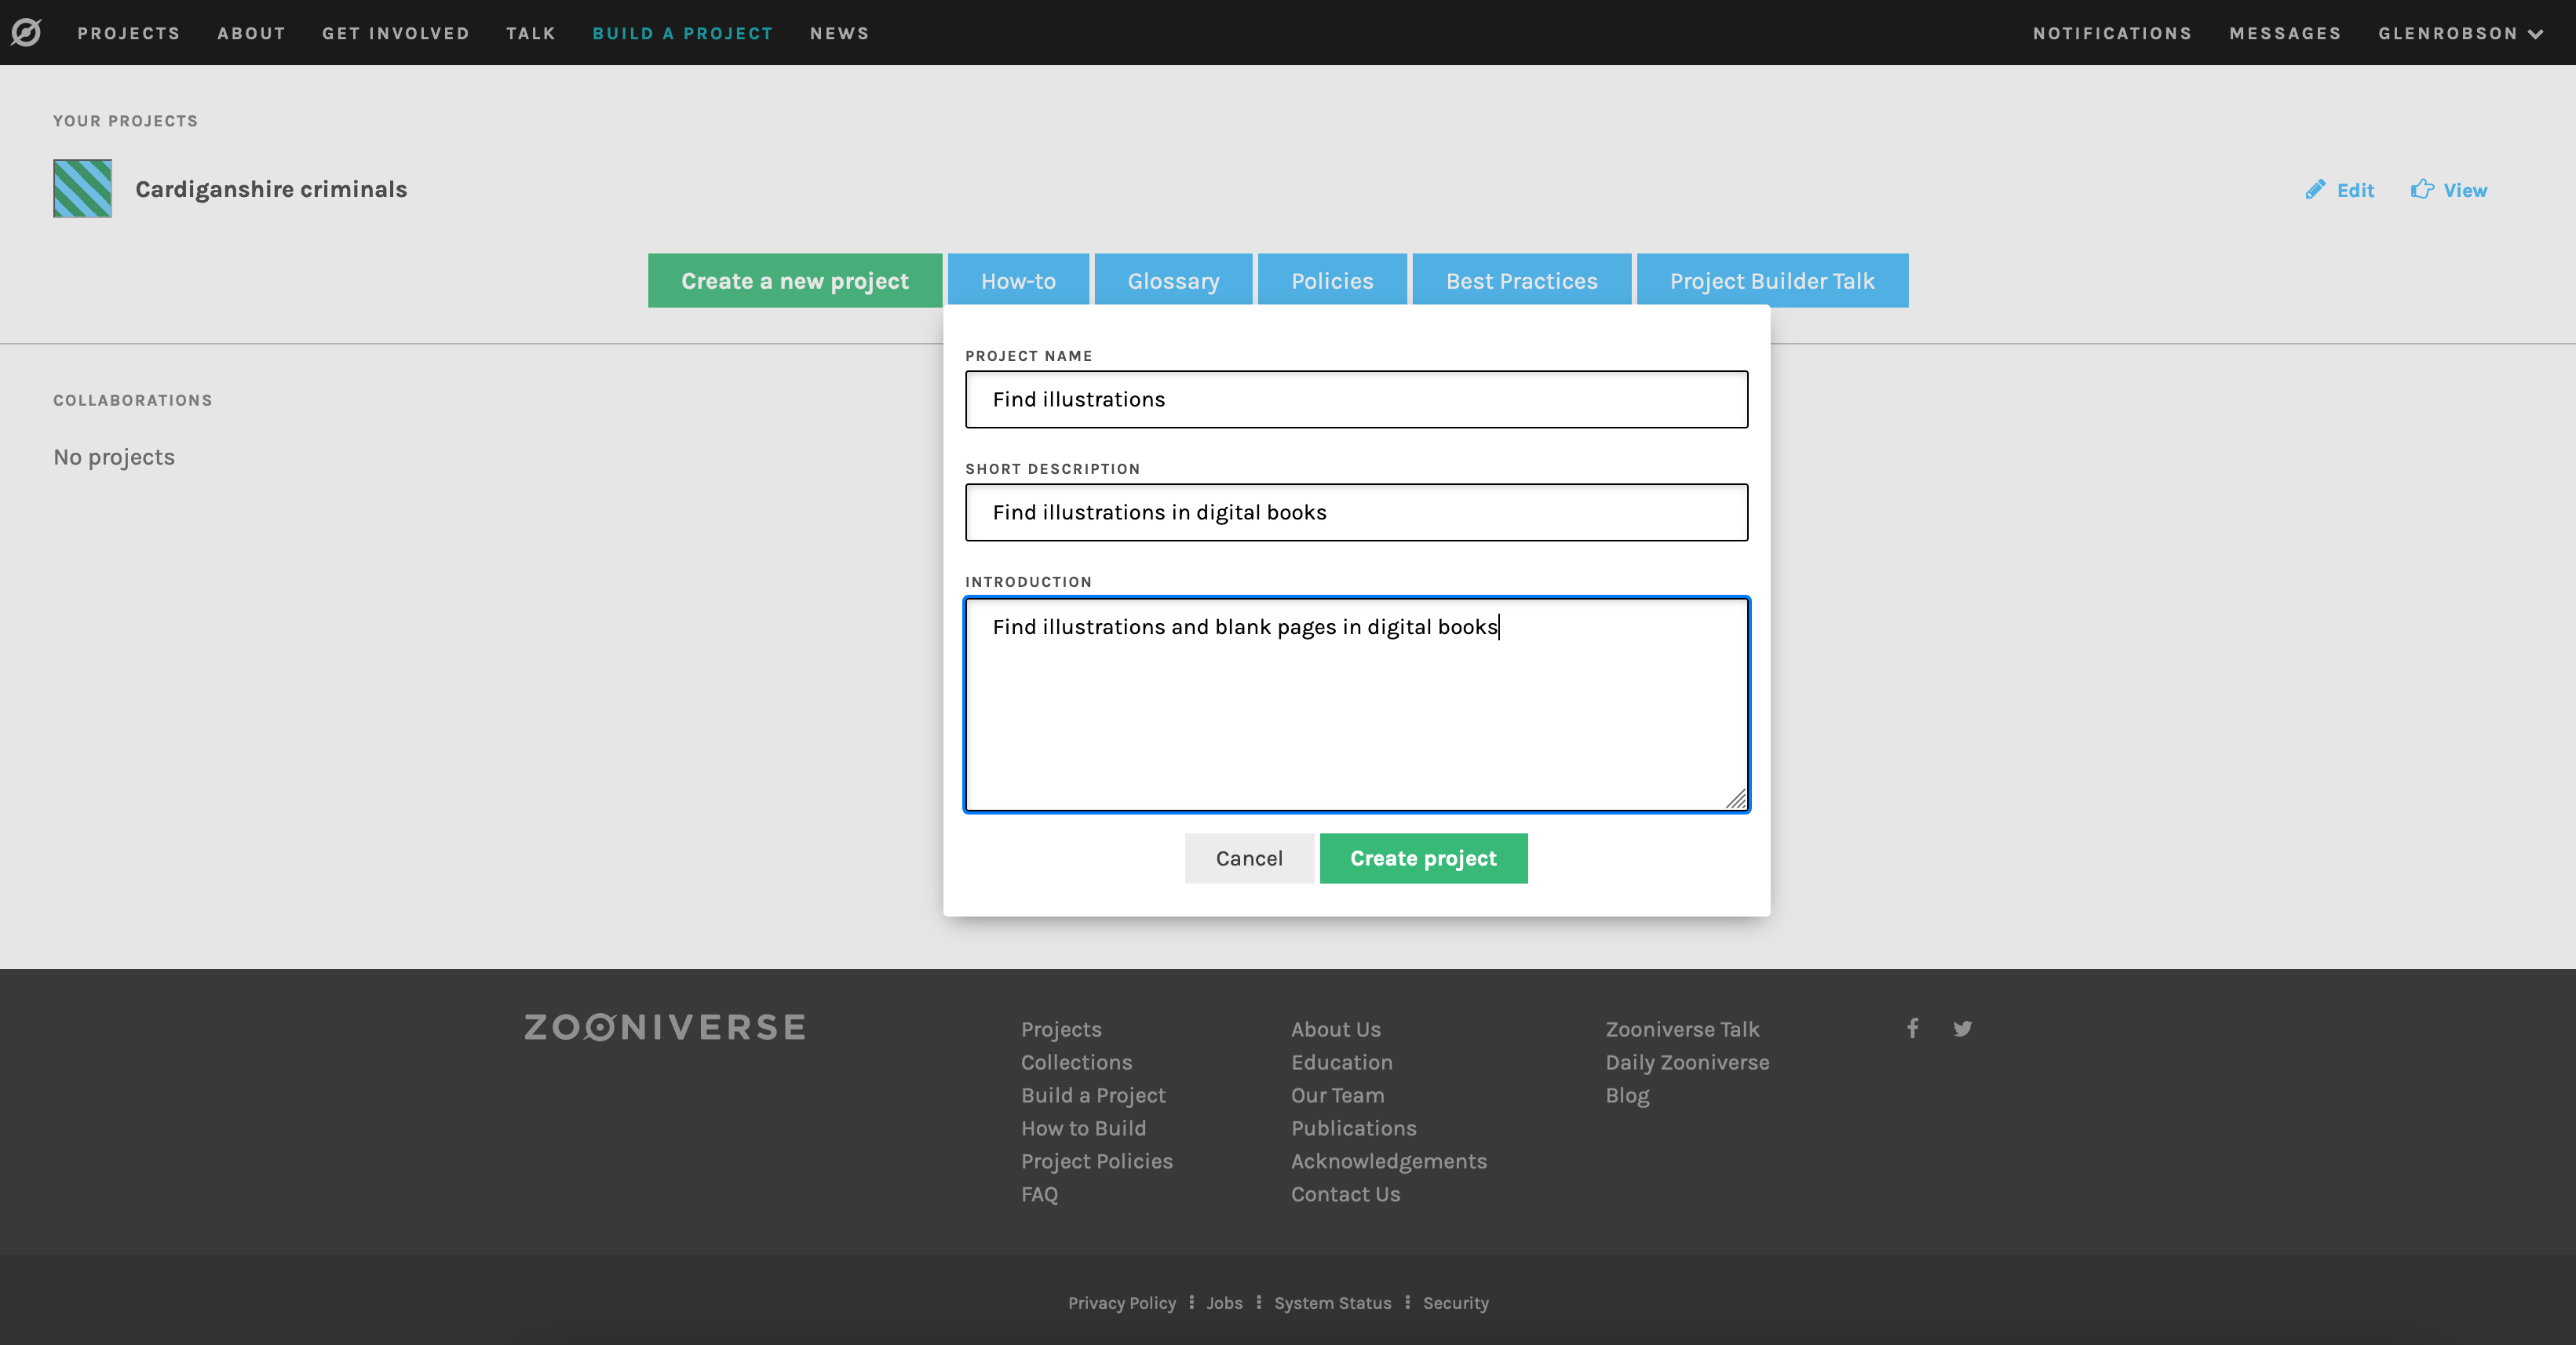 PROJECTS ABOUT GET INVOLVED TALK BUILD A PROJECT NEWS NOTIFICATIONS MESSAGES GLENROBSON
YOUR PROJECTS
Cardiganshire criminals Edit View
Create a new project How-to Glossary Policies Best Practices Project Builder Talk
PROJECT NAME
Find illustrations
SHORT DESCRIPTION
Find illustrations in digital books
INTRODUCTION
Find illustrations and blank pages in digital books
Cancel Create project
COLLABORATIONS
No projects
ZOONIVERSE
Projects
Collections
Build a Project
How to Build
Project Policies
FAQ
About Us
Education
Our Team
Publications
Acknowledgements
Contact Us
Zooniverse Talk
Daily Zooniverse
Blog
Privacy Policy Jobs System Status Security